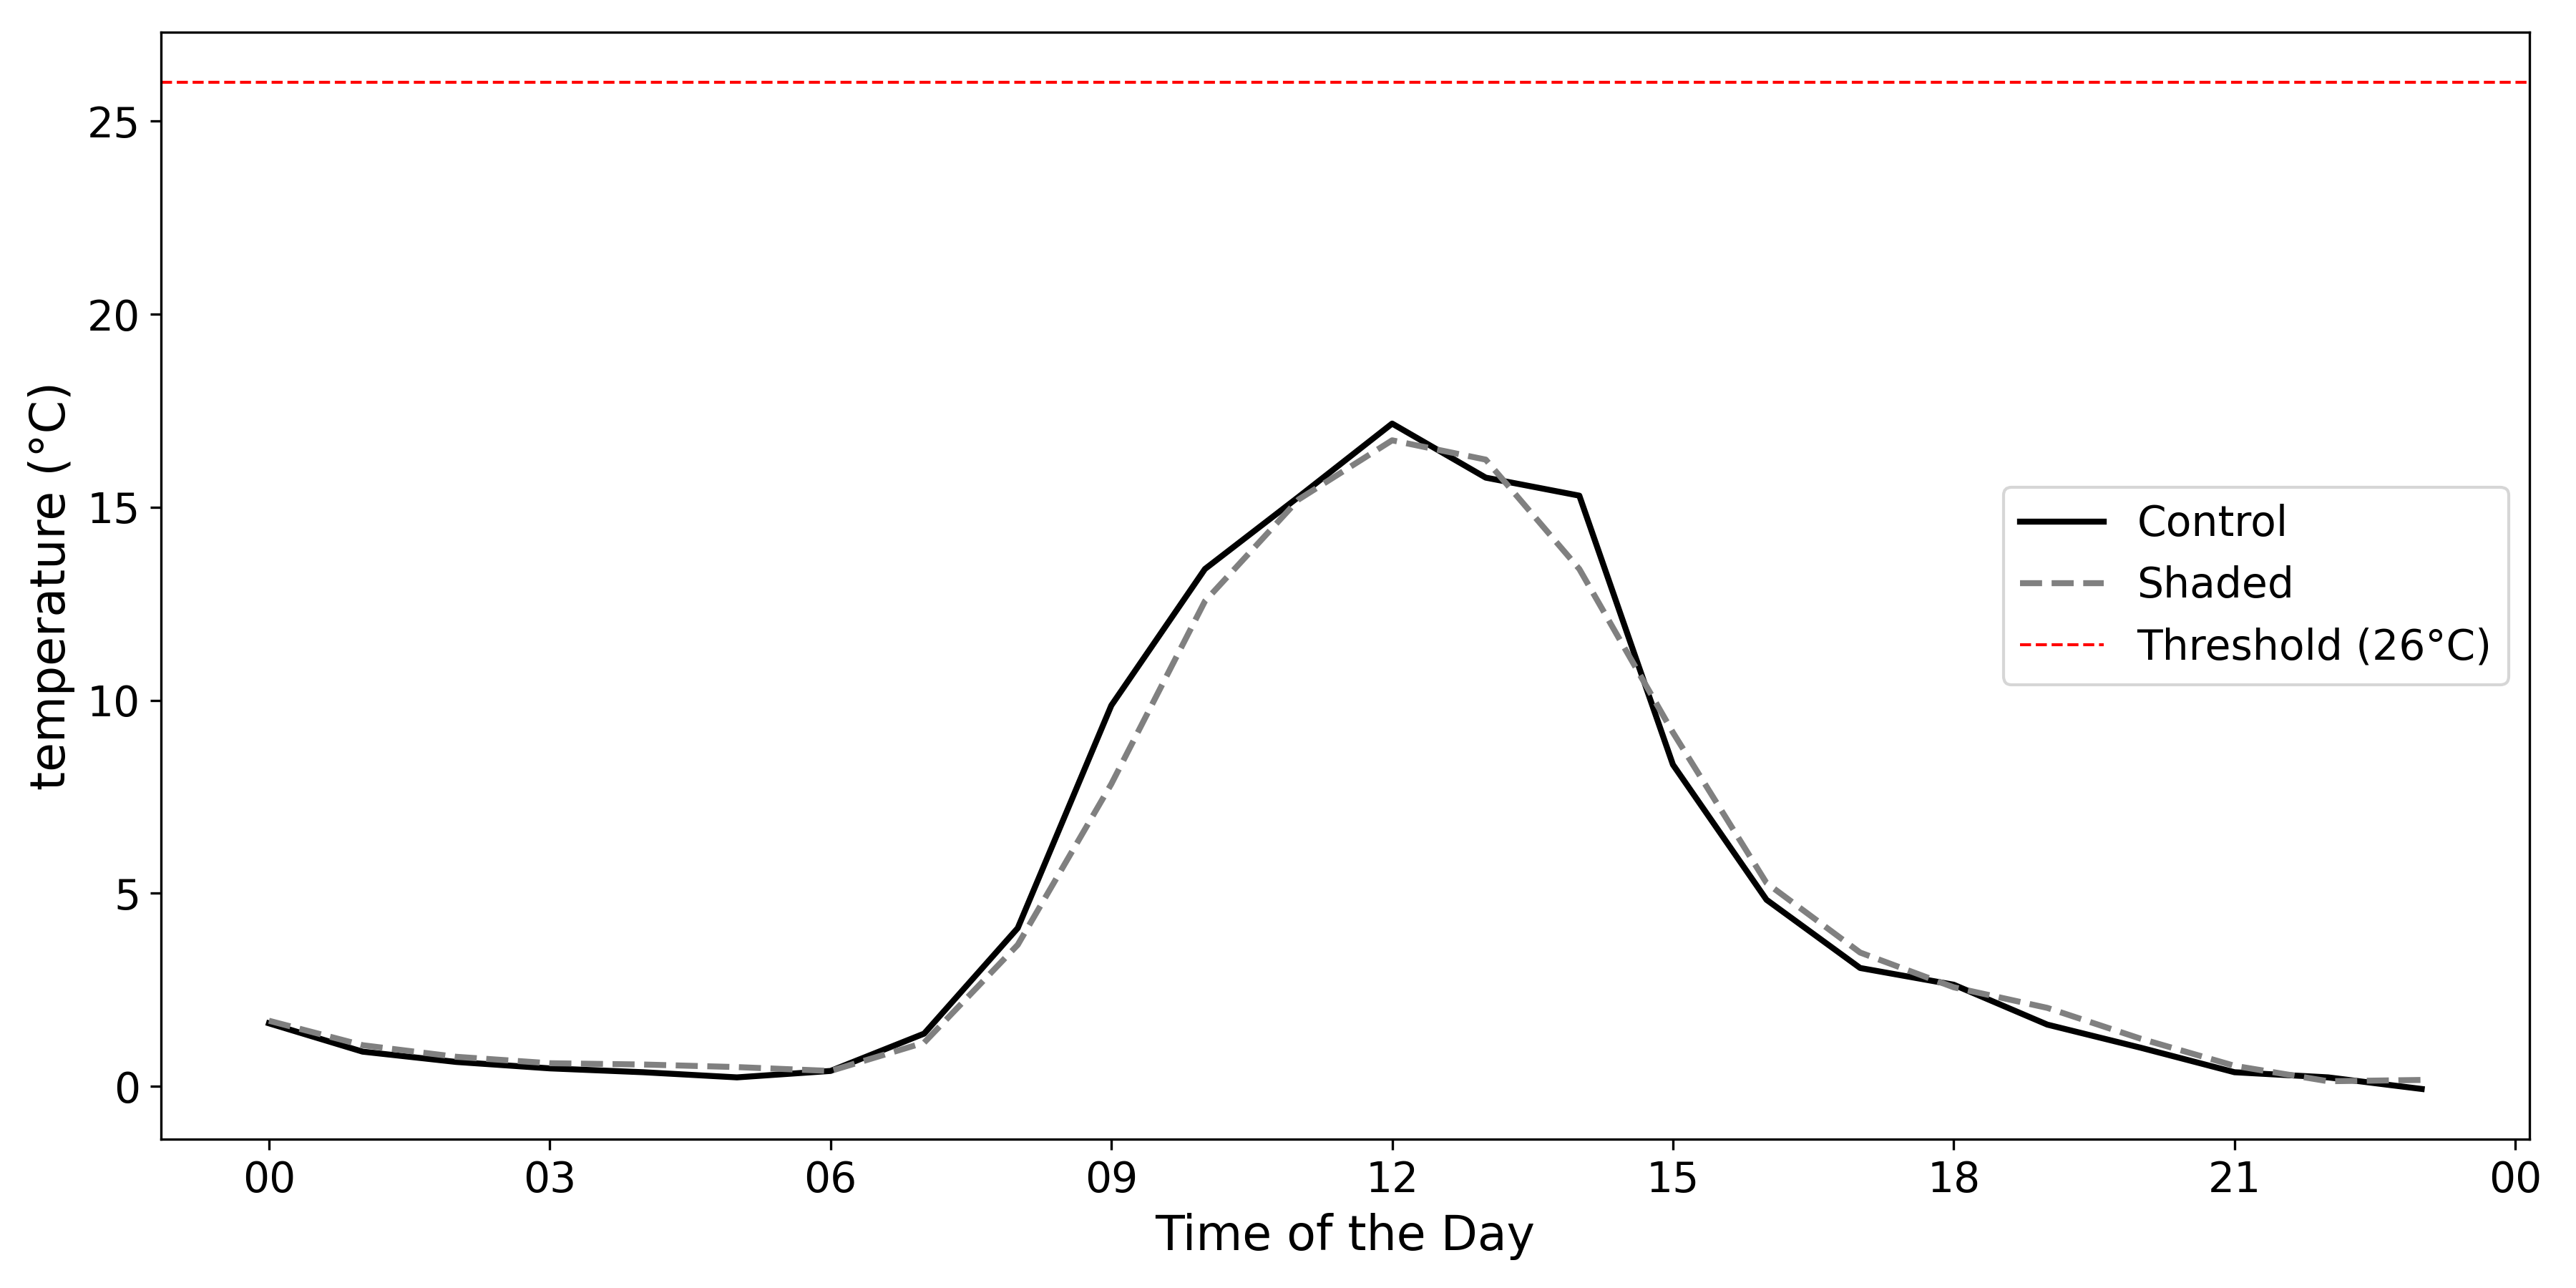 25
20
15
10
5
0
temperature (°C)
Control
Shaded
Threshold (26°C)
00 03 06 09 12 15 18 21 00
Time of the Day